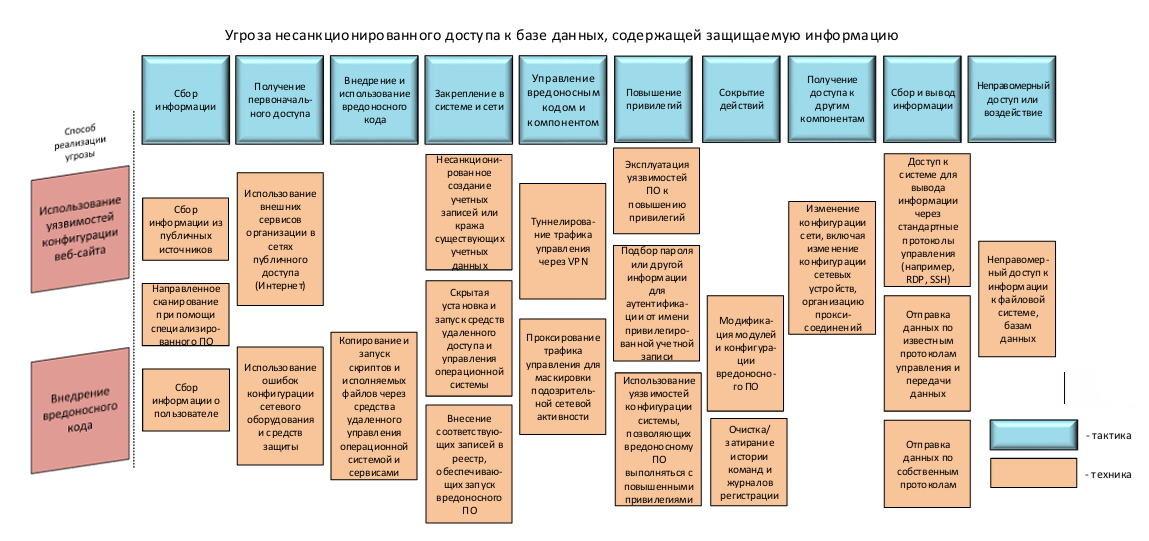 Угроза несанкционированного доступа к базе данных, содержащей защищаемую информацию
Сбор
информации
Получение
первоначаль-
ного доступа
Внедрение и
использование
вредоносного
кода
Закрепление в
системе и сети
Управление
вредоносным
кодом и
компонентом
Повышение
привилегий
Сокрытие
действий
Получение
доступа к
другим
компонентам
Сбор и вывод
информации
Неправомерный
доступ или
воздействие
Способ
реализации
угрозы
Использование
уязвимостей
конфигурации
веб-сайта
Внедрение
вредоносного
кода
Сбор
информации из
публичных
источников
Направленное
сканирование
при помощи
специализиро-
ванного ПО
Сбор
информации о
пользователе
Использование
внешних
сервисов
организации в
сетях
публичного
доступа
(Интернет)
Использование
ошибок
конфигурации
сетевого
оборудования
и средств
защиты
Копирование и
запуск
скриптов и
исполняемых
файлов через
средства
удаленного
управления
операционной
системой и
сервисами
Несанкциони-
рованное
создание
учетных
записей или
кража
существующих
учетных
данных
Скрытая
установка и
запуск средств
удаленного
доступа и
управления
операционной
системы
Внесение
соответствую-
щих записей в
реестр,
обеспечиваю-
щих запуск
вредоносного
ПО
Туннелирова-
ние трафика
управления
через VPN
Проксирование
трафика
управления для
маскировки
подозритель-
ной сетевой
активности
Эксплуатация
уязвимостей
ПО к
повышению
привилегий
Подбор пароля
или другой
информации
для
аутентифика-
ции от имени
привилегиро-
ванной учетной
записи
Использование
уязвимостей
конфигурации
системы,
позволяющих
вредоносному
ПО
выполняться с
повышенными
привилегиями
Модифика-
ция модулей
и конфигура-
ции
вредоносно-
го ПО
Очистка/
затирание
истории
команд и
журналов
регистрации
Изменение
конфигурации
сети, включая
изменение
конфигурации
сетевых
устройств,
организацию
прокси-
соединений
Доступ к
системе для
вывода
информации
через
стандартные
протоколы
управления
(например,
RDP, SSH)
Отправка
данных по
известным
протоколам
управления и
передачи
данных
Отправка
данных по
собственным
протоколам
Неправомер-
ный доступ к
информации
к файловой
системе,
базам
данных
- тактика
- техника